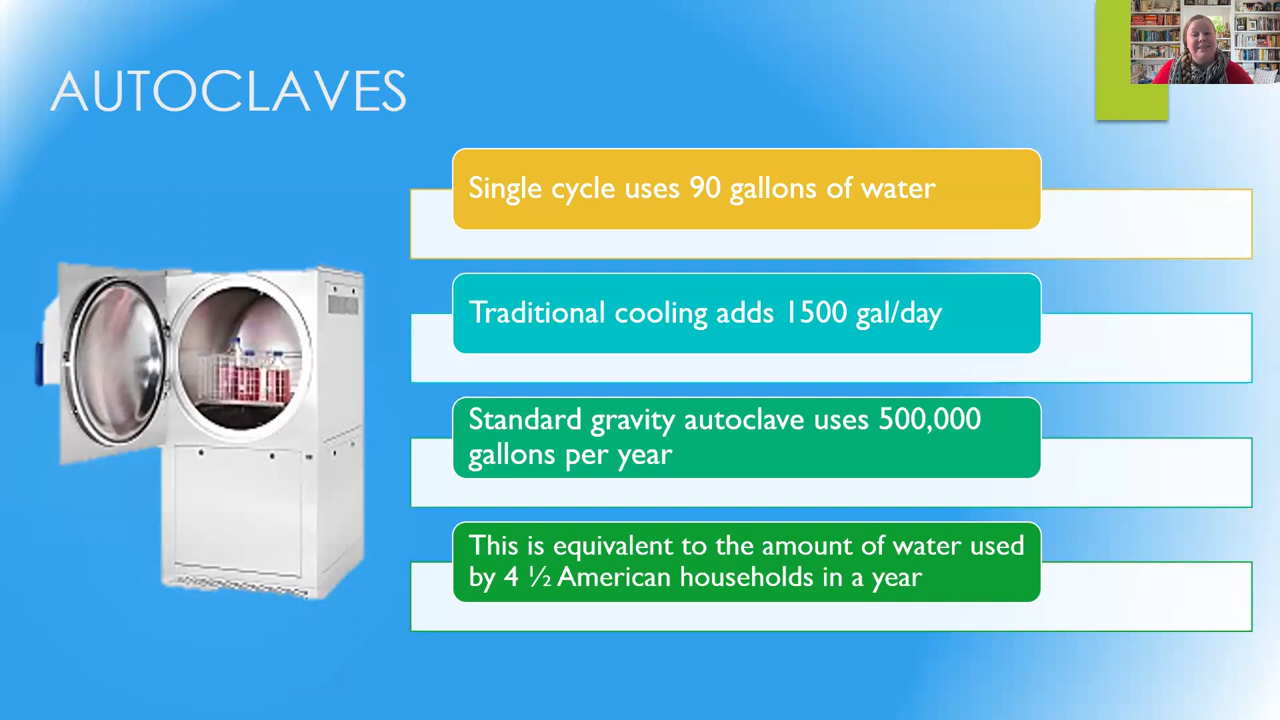 AUTOCLAVES
Single cycle uses 90 gallons of water
Traditional cooling adds 1500 gal/day
Standard gravity autoclave uses 500,000
gallons per year
This is equivalent to the amount of water used
by 4 ½ American households in a year